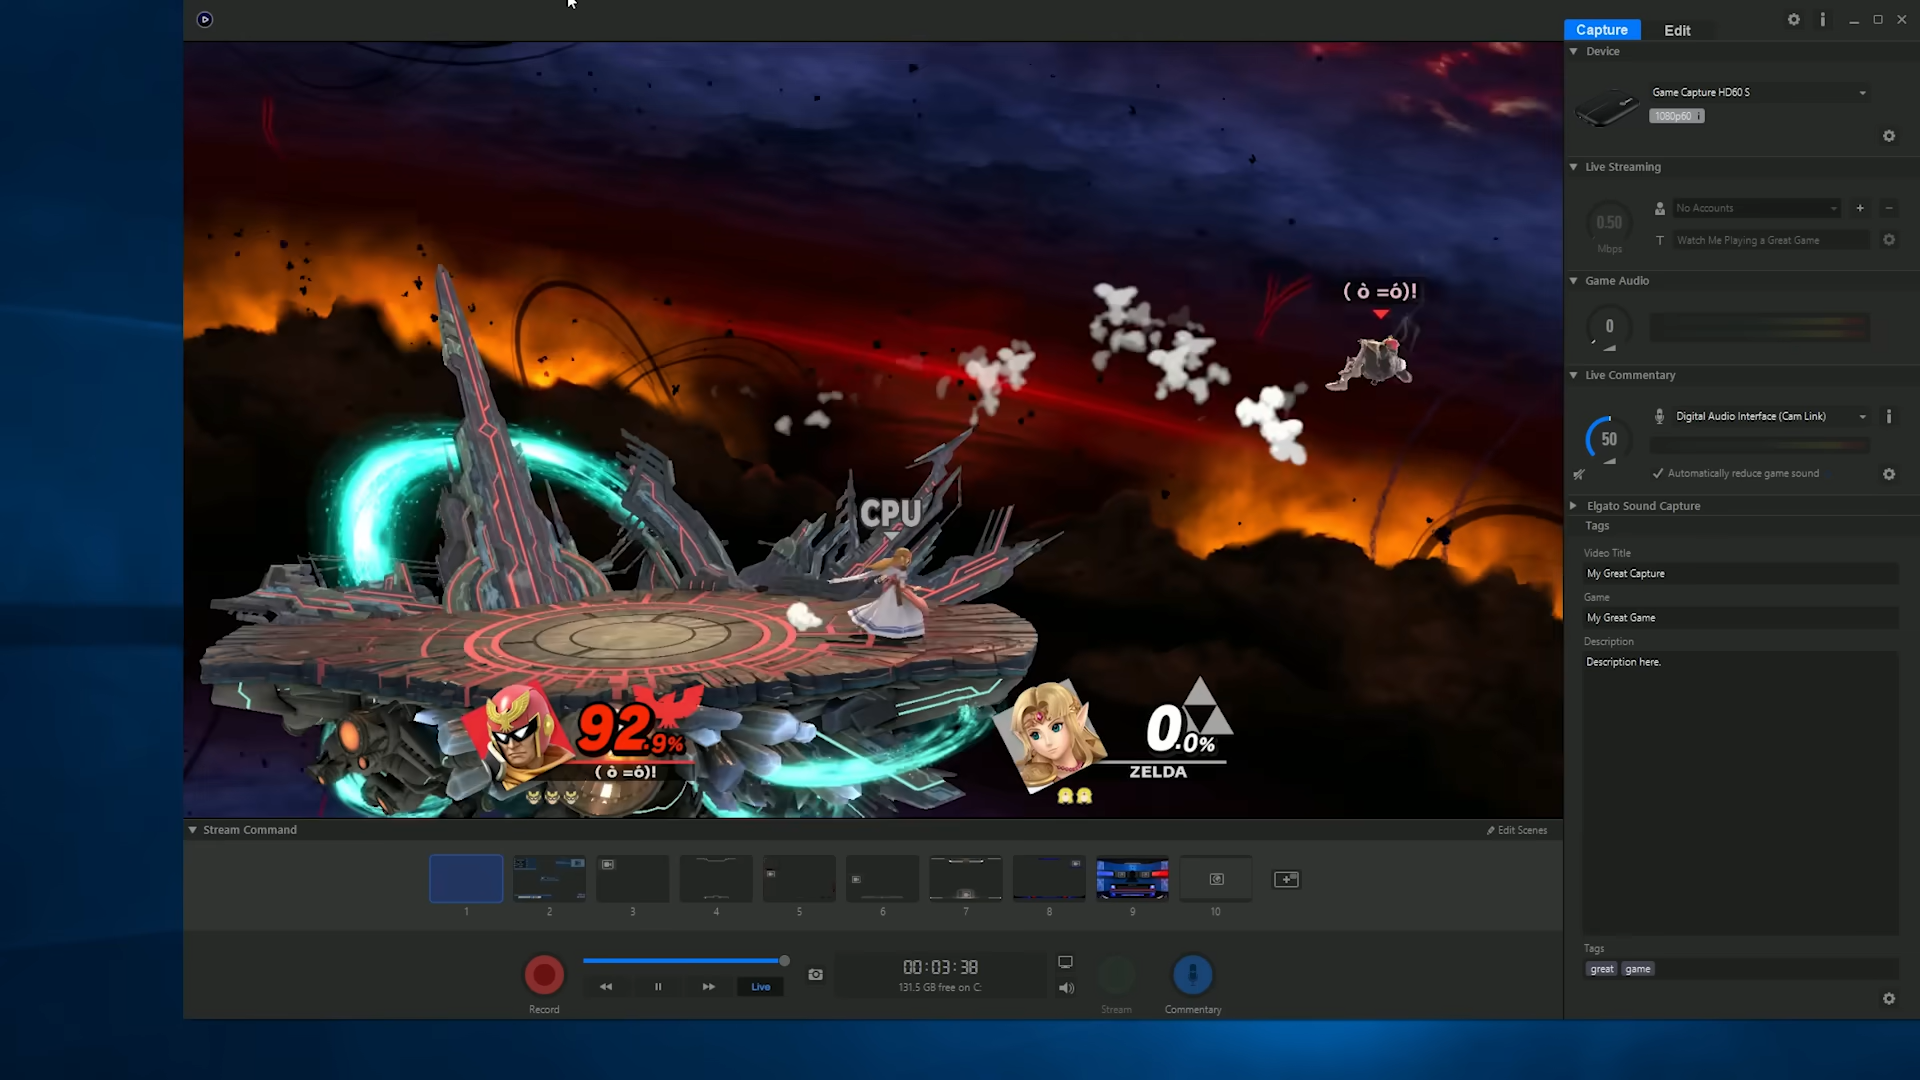 Capture Edit
Device
Game Capture HD60 S
1080p60 i
Live Streaming
0.50
Mbps
No Accounts
T Watch Me Playing a Great Game
Game Audio
0
Live Commentary
50
Digital Audio Interface (Cam Link)
Automatically reduce game sound
Elgato Sound Capture
Tags
Video Title
My Great Capture
Game
My Great Game
Description
Description here.
Tags
great game
( ò =ó)!
CPU
92.9%
( ò =ó)!
0.0%
ZELDA
Stream Command
Edit Scenes
1 2 3 4 5 6 7 8 9 10
Record
Live
00:03:38
131.5 GB free on C:
Stream
Commentary